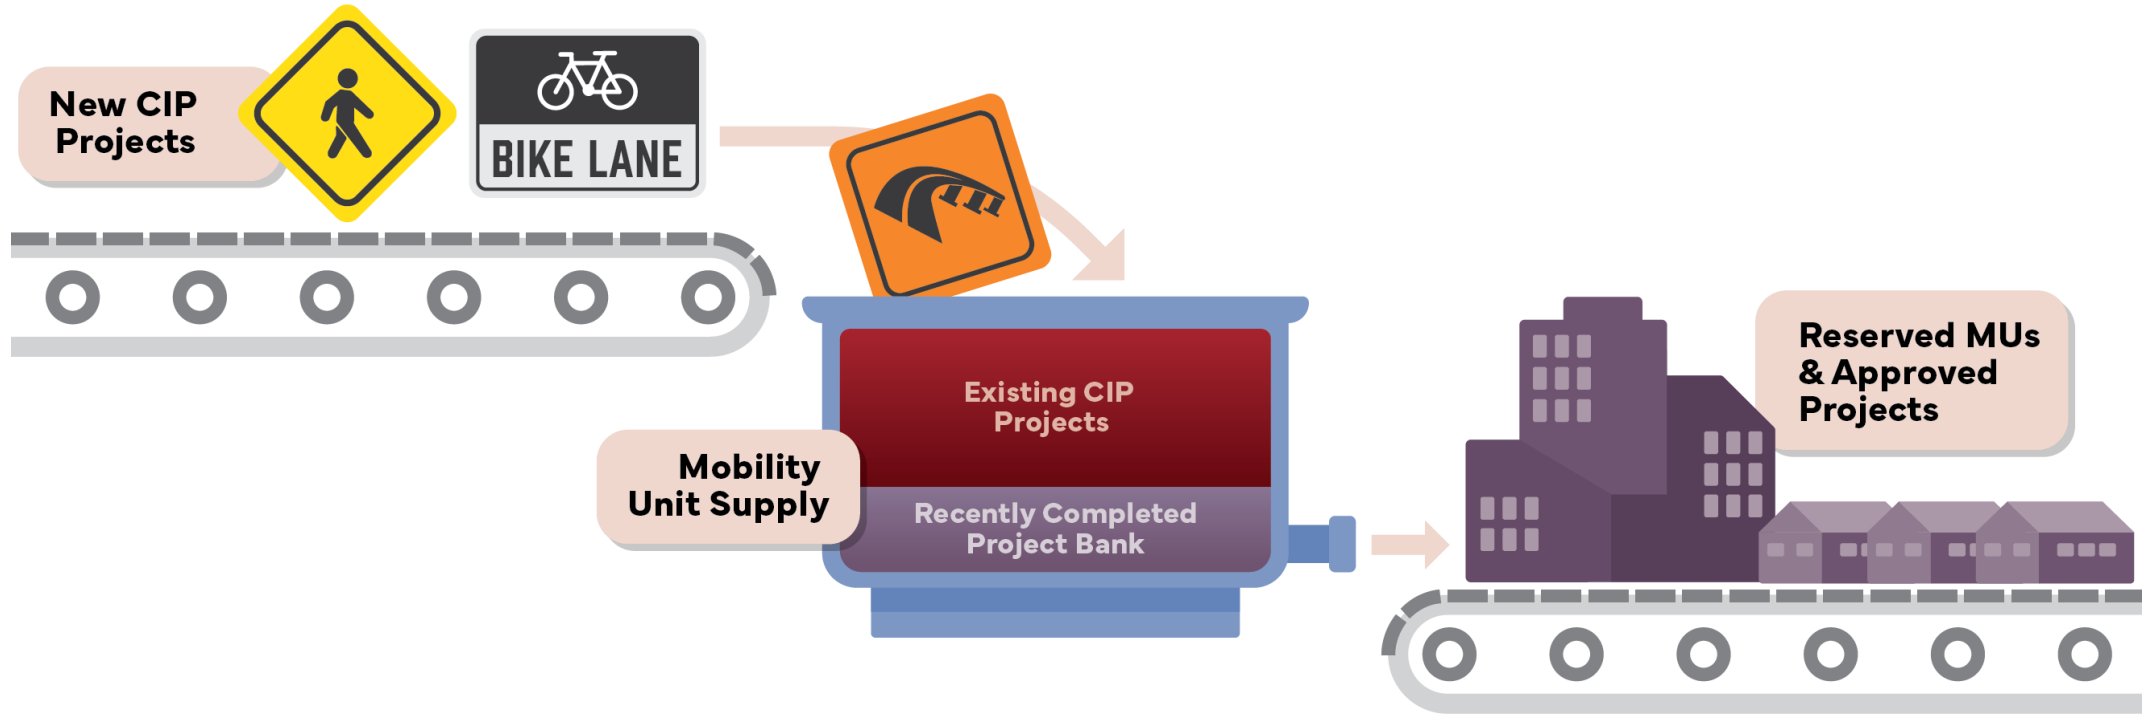 New CIP
Projects
BIKE LANE
Existing CIP
Projects
Mobility
Unit Supply
Recently Completed
Project Bank
Reserved MUs
& Approved
Projects